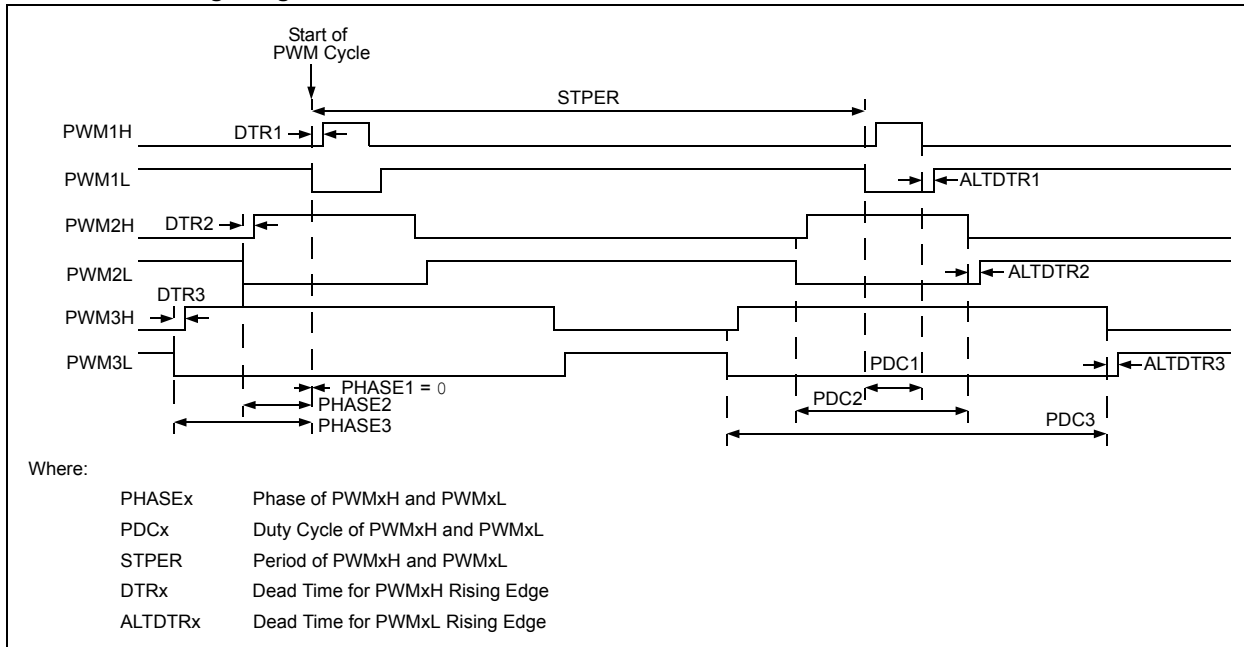 Start of
PWM Cycle
STPER
PWM1H
DTR1
PWM1L
ALTDTR1
PWM2H
DTR2
PWM2L
ALTDTR2
DTR3
PWM3H
PWM3L
PDC1
ALTDTR3
PHASE1 = 0
PHASE2
PDC2
PHASE3
PDC3
Where:
PHASEx Phase of PWMxH and PWMxL
PDCx Duty Cycle of PWMxH and PWMxL
STPER Period of PWMxH and PWMxL
DTRx Dead Time for PWMxH Rising Edge
ALTDTRx Dead Time for PWMxL Rising Edge